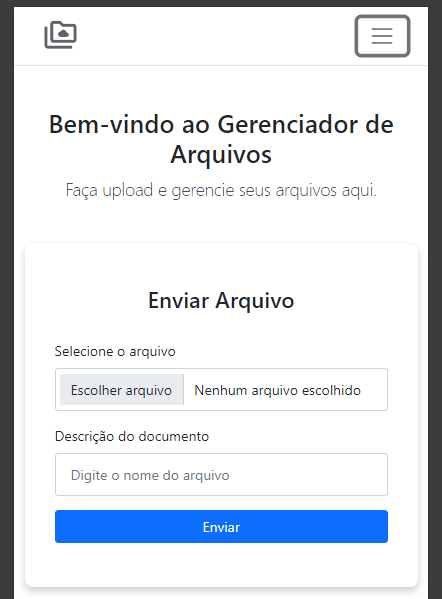 Bem-vindo ao Gerenciador de
Arquivos
Faça upload e gerencie seus arquivos aqui.
Enviar Arquivo
Selecione o arquivo
Escolher arquivo Nenhum arquivo escolhido
Descrição do documento
Digite o nome do arquivo
Enviar